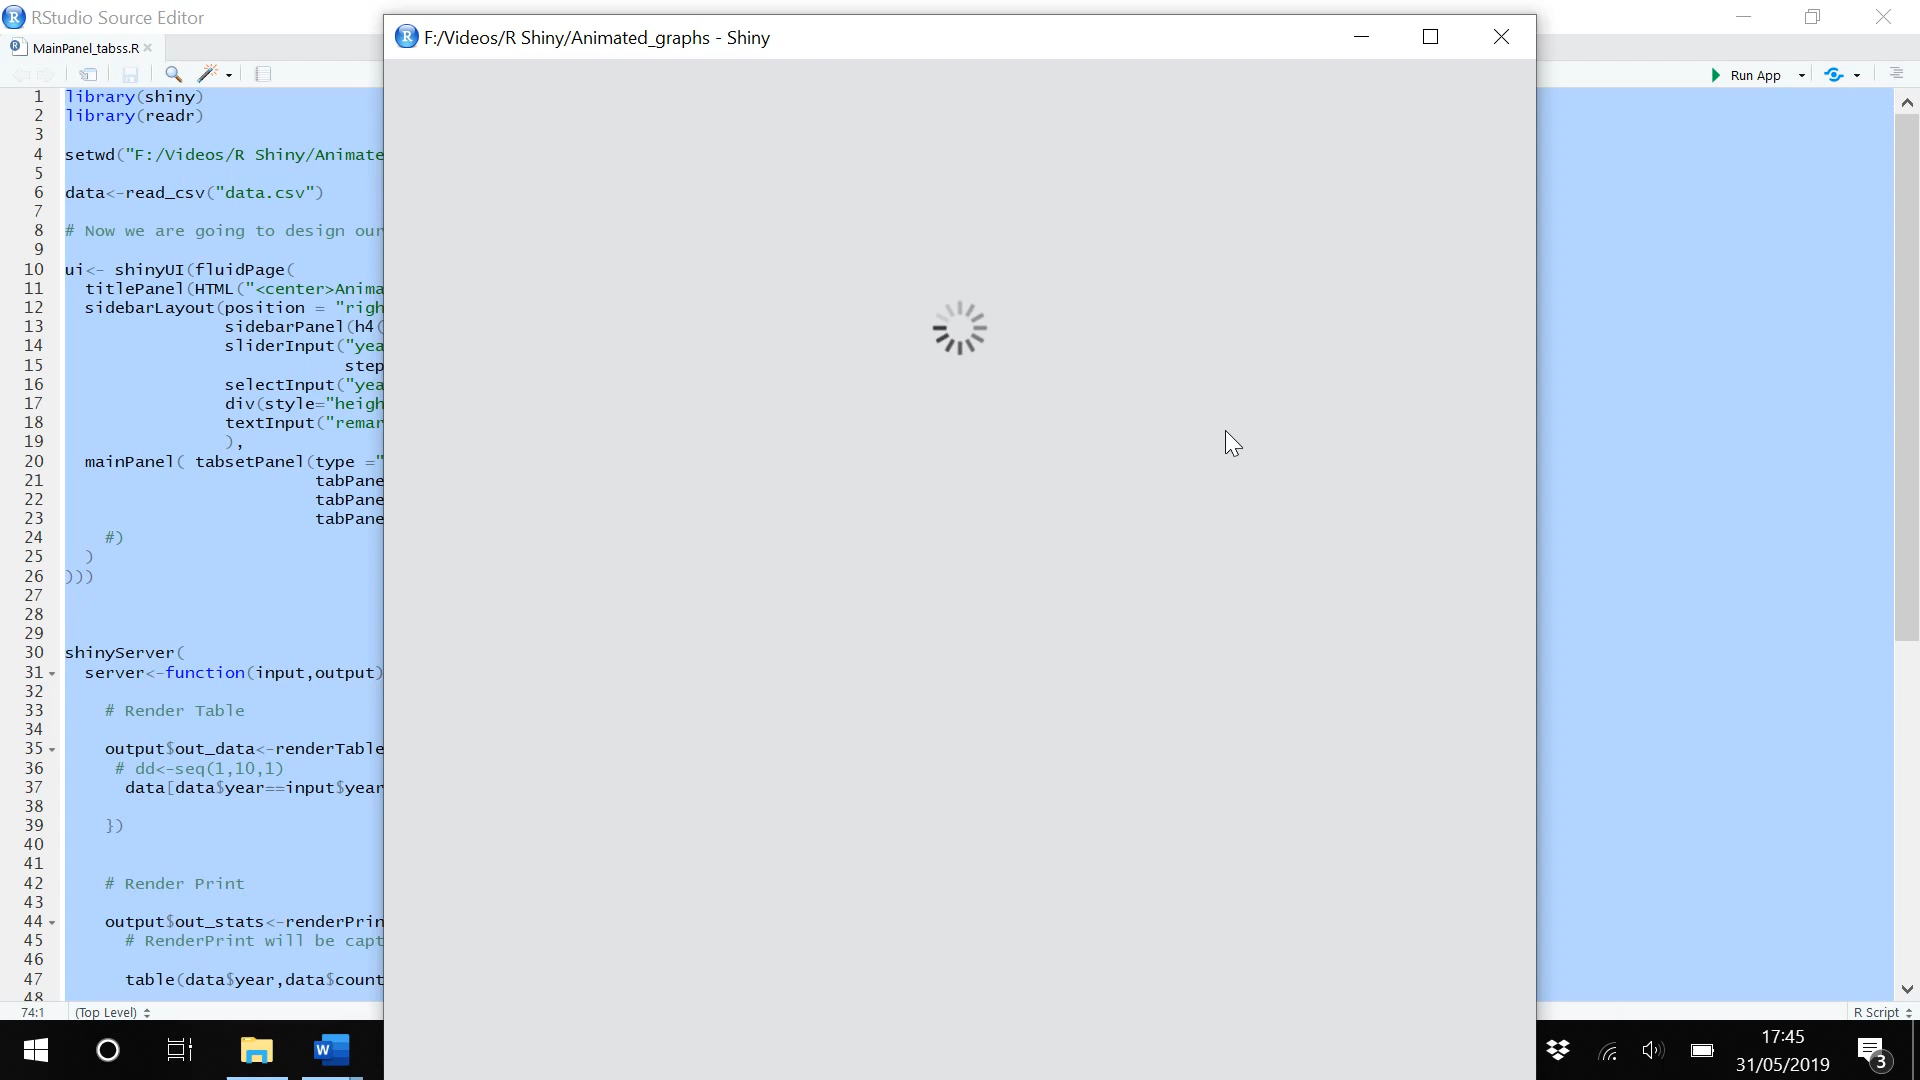 RStudio Source Editor
F:/Videos/R Shiny/Animated_graphs - Shiny
MainPanel_tabss.R
Run App
1 library(shiny)
2 library(readr)
3
4 setwd("F:/Videos/R Shiny/Animate
5
6 data<-read_csv("data.csv")
7
8 # Now we are going to design our
9
10 ui<- shinyUI(fluidPage(
11 titlePanel(HTML("<center>Anima
12 sidebarLayout(position = "righ
13 sidebarPanel(h4(
14 sliderInput("yea
15 step
16 selectInput("yea
17 div(style="heigh
18 textInput("remar
19 ),
20 mainPanel( tabsetPanel(type ="
21 tabPane
22 tabPane
23 tabPane
24 #)
25 )
26 )))
27
28
29
30 shinyServer(
31 server<-function(input,output)
32
33 # Render Table
34
35 output$out_data<-renderTable
36 # dd<-seq(1,10,1)
37 data[data$year==input$year
38
39 })
40
41
42 # Render Print
43
44 output$out_stats<-renderPrin
45 # RenderPrint will be capt
46
47 table(data$year,data$count
48
74:1 (Top Level)
R Script
17:45
31/05/2019
3